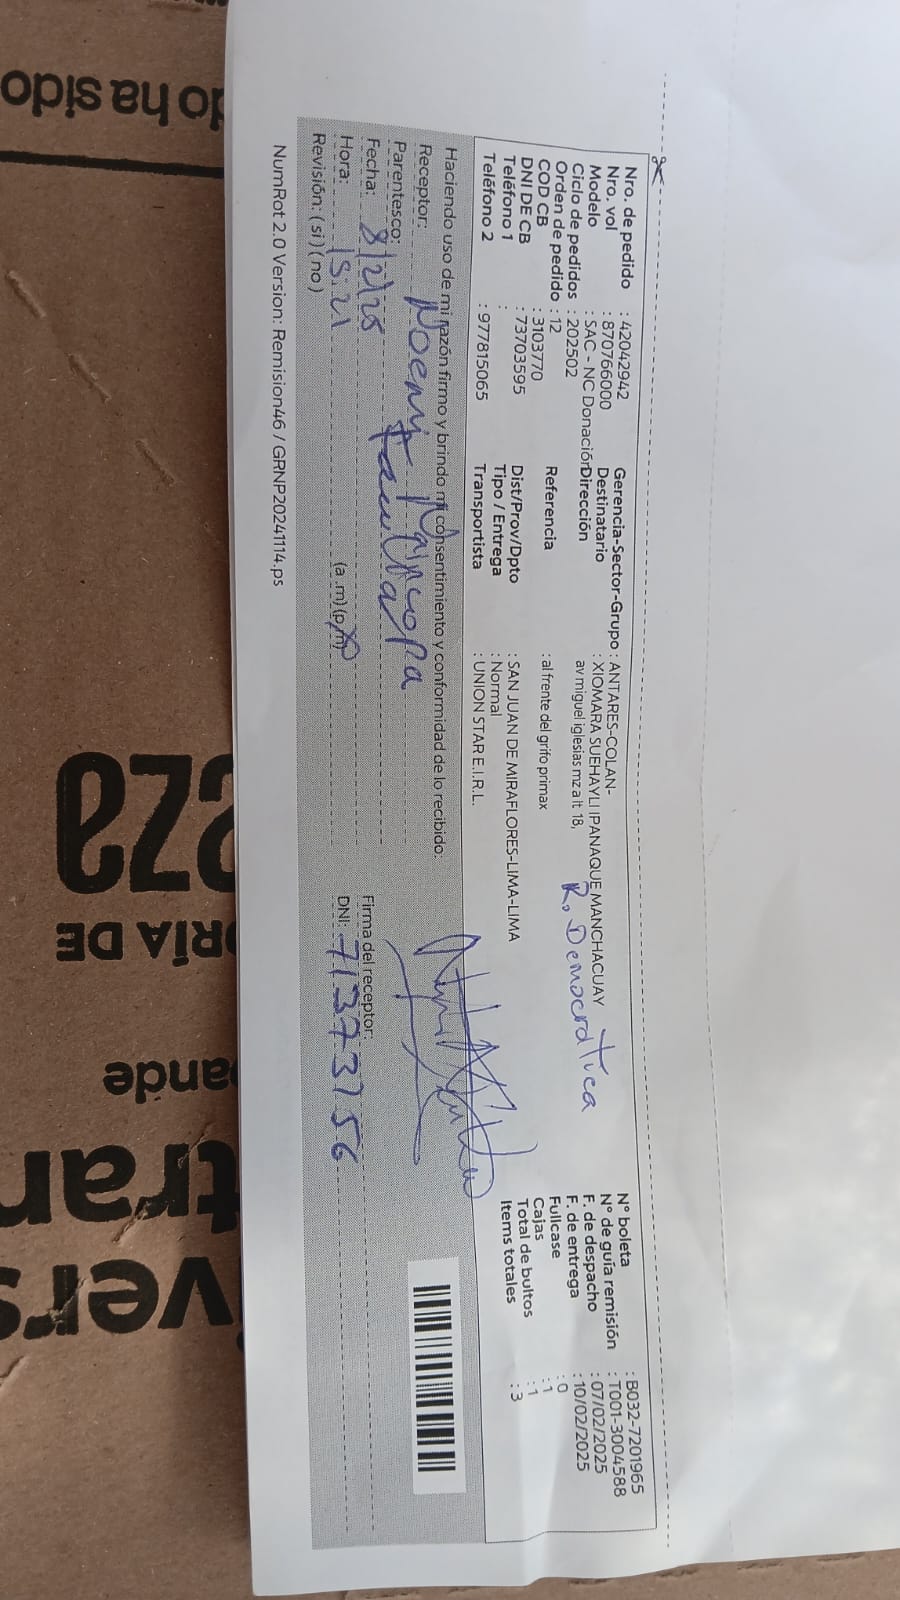 Nro. de pedido : 42042942
Nro. vol : 870766000
Modelo : SAC - NC Donación
Ciclo de pedidos : 202502
Orden de pedido : 12
COD CB : 3103770
DNI DE CB : 73703595
Teléfono 1 :
Teléfono 2 : 977815065
Gerencia-Sector-Grupo : ANTARES-COLAN-
Destinatario : XIOMARA SUEHAYLI IPANAQUE MANCHACUAY
Dirección av miguel iglesias mz a lt 18,
R. Democratica
Referencia : al frente del grifo primax
Dist/Prov/Dpto : SAN JUAN DE MIRAFLORES-LIMA-LIMA
Tipo / Entrega : Normal
Transportista : UNION STAR E.I.R.L.
N° boleta : B032-7201965
N° de guía remisión : T001-3004588
F. de despacho : 07/02/2025
F. de entrega : 10/02/2025
Fullcase : 0
Cajas : 1
Total de bultos : 1
Items totales : 3
Haciendo uso de mi razón firmo y brindo mi consentimiento y conformidad de lo recibido:
Receptor: Noemi
Parentesco:
Fecha: 8/2/25
Hora: 15:21 (a .m) (p.m)
Revisión: ( si ) ( no )
Firma del receptor:
DNI: 71373156
NumRot 2.0 Version: Remision46 / GRNP20241114.ps
do ha sido
ORÍA DE
ande